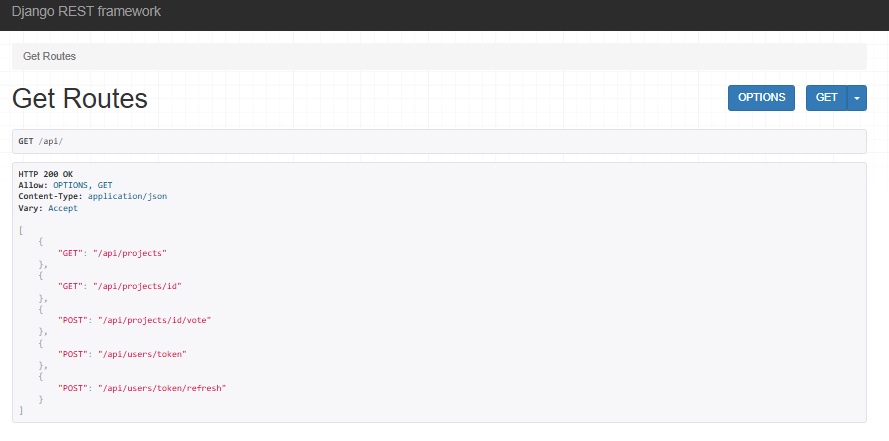 Django REST framework
Get Routes
Get Routes
OPTIONS GET
GET /api/
HTTP 200 OK
Allow: OPTIONS, GET
Content-Type: application/json
Vary: Accept
[
    {
        "GET": "/api/projects"
    },
    {
        "GET": "/api/projects/id"
    },
    {
        "POST": "/api/projects/id/vote"
    },
    {
        "POST": "/api/users/token"
    },
    {
        "POST": "/api/users/token/refresh"
    }
]